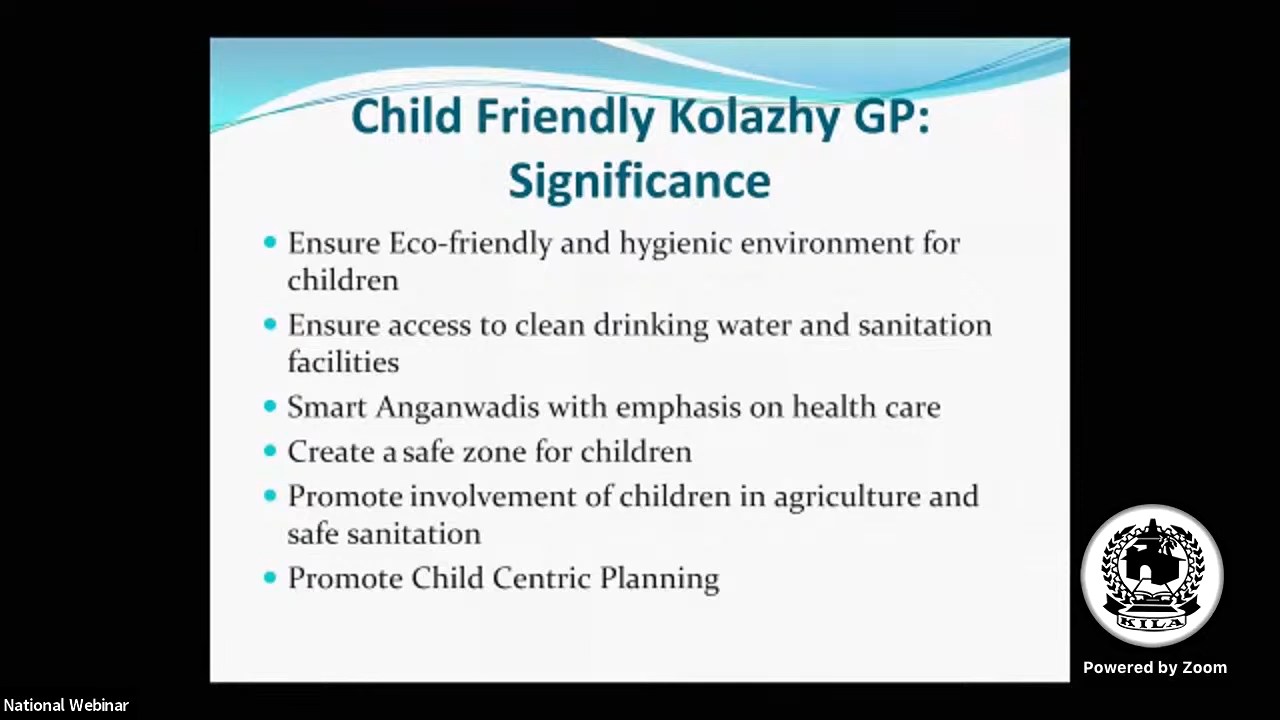 Child Friendly Kolazhy GP:
Significance
• Ensure Eco-friendly and hygienic environment for
children
• Ensure access to clean drinking water and sanitation
facilities
• Smart Anganwadis with emphasis on health care
• Create a safe zone for children
• Promote involvement of children in agriculture and
safe sanitation
• Promote Child Centric Planning
KILA
Powered by Zoom
National Webinar